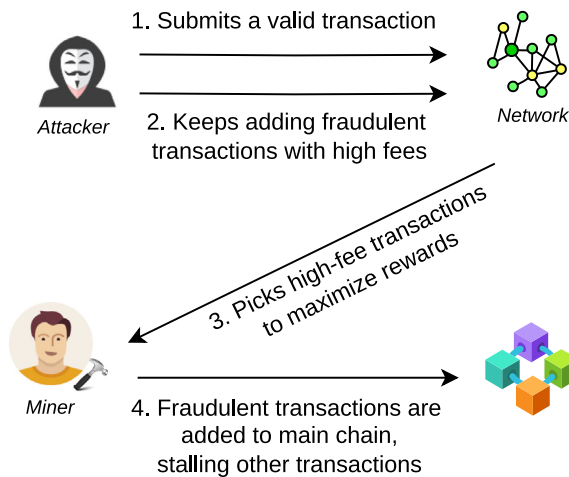 1. Submits a valid transaction
Attacker
2. Keeps adding fraudulent
transactions with high fees
Network
3. Picks high-fee transactions
to maximize rewards
Miner
4. Fraudulent transactions are
added to main chain,
stalling other transactions